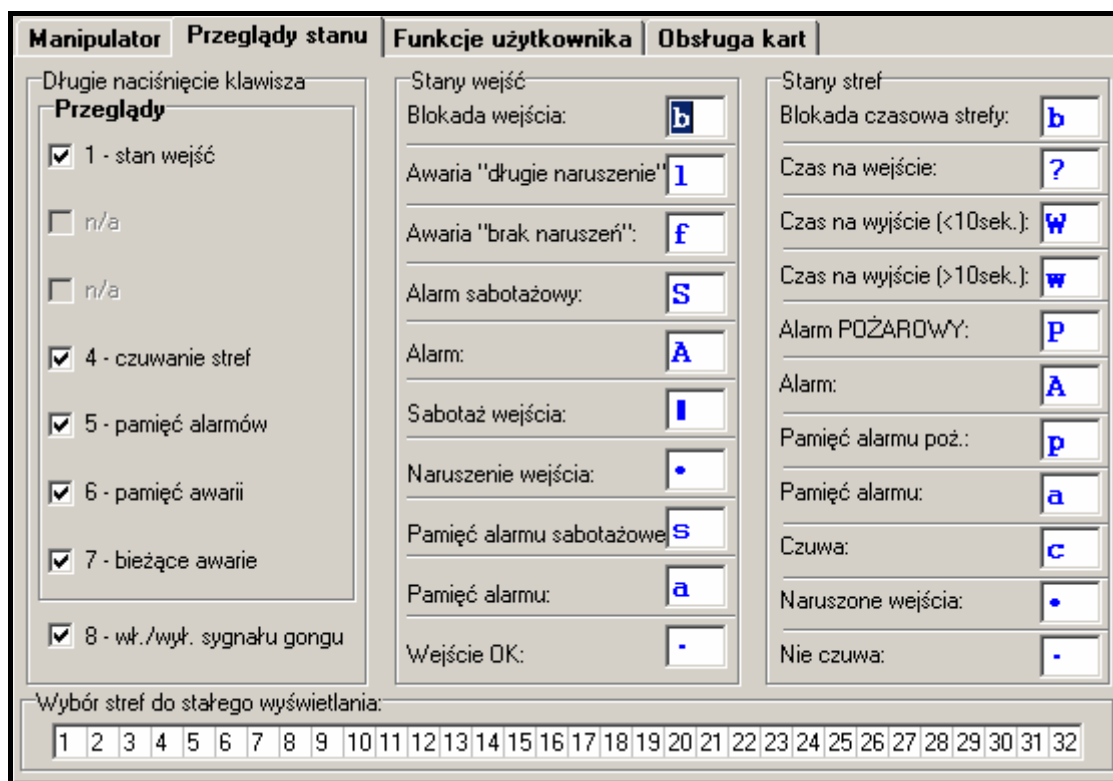 Manipulator Przeglądy stanu Funkcje użytkownika Obsługa kart
Długie naciśnięcie klawisza
Przeglądy
1 - stan wejść
n/a
n/a
4 - czuwanie stref
5 - pamięć alarmów
6 - pamięć awarii
7 - bieżące awarie
8 - wł./wył. sygnału gongu
Stany wejść
Blokada wejścia: b
Awaria "długie naruszenie" l
Awaria "brak naruszeń": f
Alarm sabotażowy: S
Alarm: A
Sabotaż wejścia: ▮
Naruszenie wejścia: •
Pamięć alarmu sabotażowe s
Pamięć alarmu: a
Wejście OK: ·
Stany stref
Blokada czasowa strefy: b
Czas na wejście: ?
Czas na wyjście (<10sek.): W
Czas na wyjście (>10sek.): w
Alarm POŻAROWY: P
Alarm: A
Pamięć alarmu poż.: p
Pamięć alarmu: a
Czuwa: c
Naruszone wejścia: •
Nie czuwa: ·
Wybór stref do stałego wyświetlania:
1 2 3 4 5 6 7 8 9 10 11 12 13 14 15 16 17 18 19 20 21 22 23 24 25 26 27 28 29 30 31 32